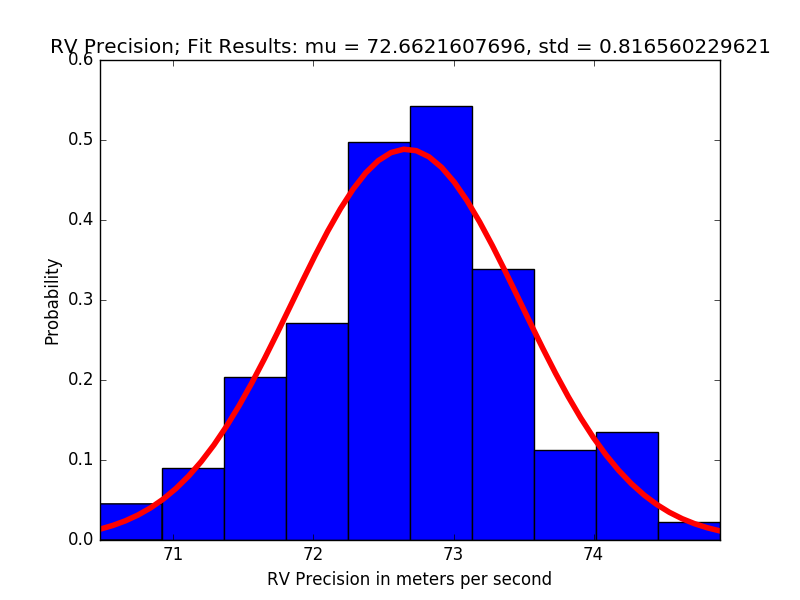 RV Precision; Fit Results: mu = 72.6621607696, std = 0.816560229621
0.6
0.5
0.4
0.3
0.2
0.1
0.0
Probability
71 72 73 74
RV Precision in meters per second